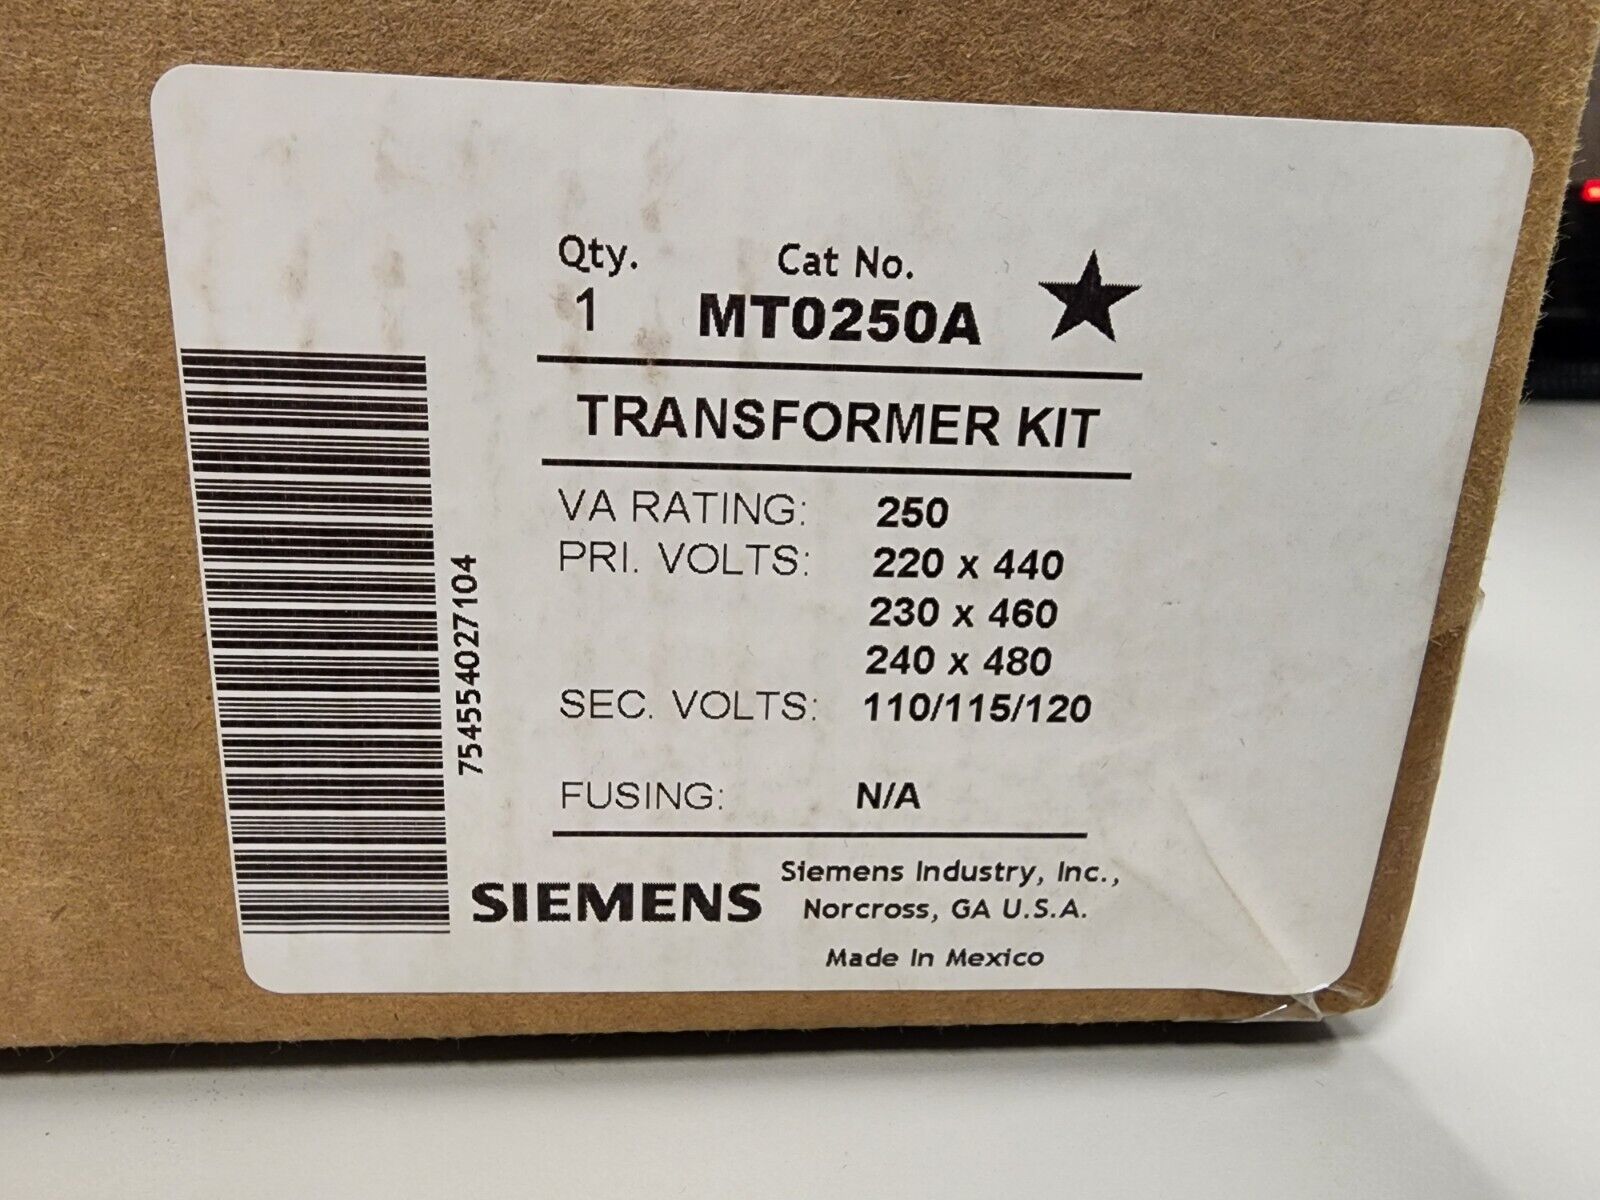 Qty. Cat No.
1 MT0250A
TRANSFORMER KIT
VA RATING: 250
PRI. VOLTS: 220 x 440
230 x 460
240 x 480
SEC. VOLTS: 110/115/120
FUSING: N/A
754554027104
SIEMENS
Siemens Industry, Inc.,
Norcross, GA U.S.A.
Made In Mexico